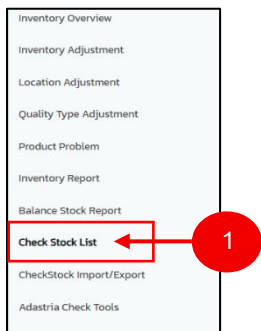 Inventory Overview
Inventory Adjustment
Location Adjustment
Quality Type Adjustment
Product Problem
Inventory Report
Balance Stock Report
Check Stock List
1
CheckStock Import/Export
Adastria Check Tools